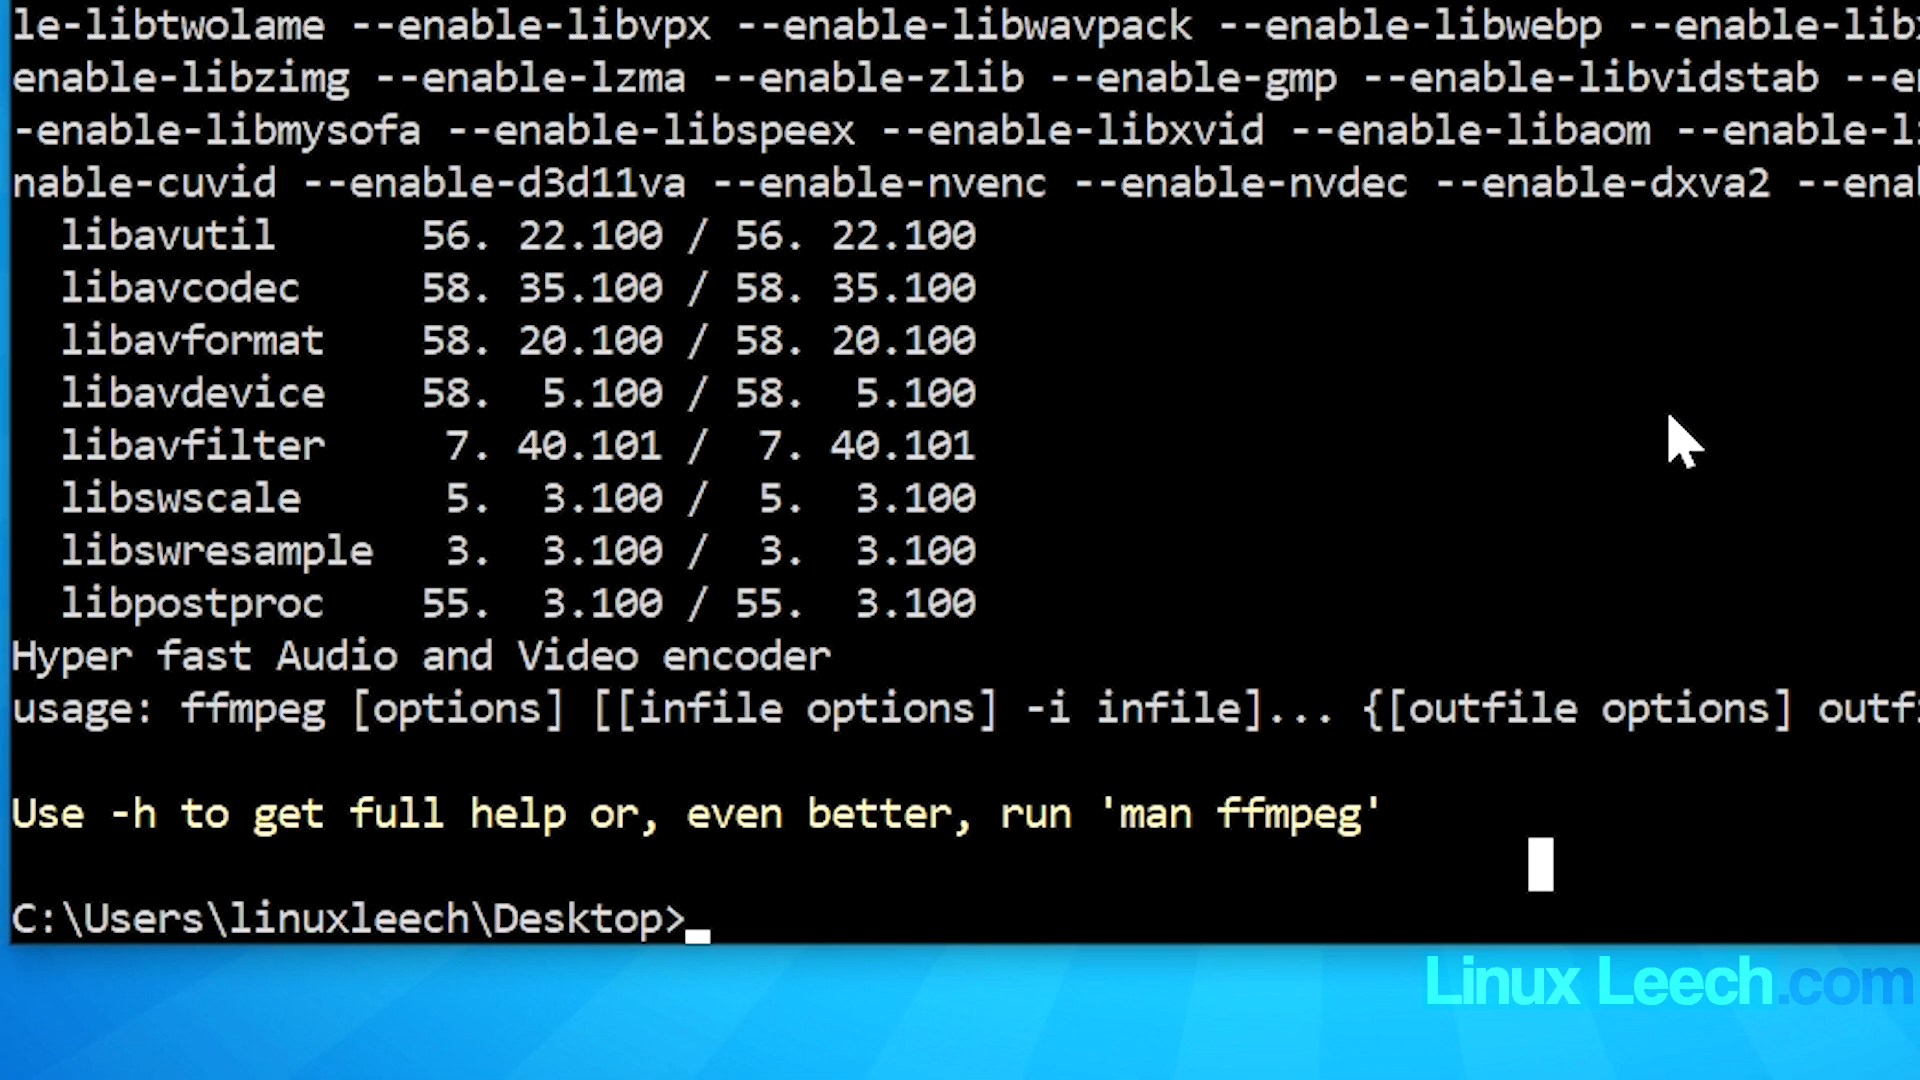 le-libtwolame --enable-libvpx --enable-libwavpack --enable-libwebp --enable-lib
enable-libzimg --enable-lzma --enable-zlib --enable-gmp --enable-libvidstab --e
-enable-libmysofa --enable-libspeex --enable-libxvid --enable-libaom --enable-l
nable-cuvid --enable-d3d11va --enable-nvenc --enable-nvdec --enable-dxva2 --ena
libavutil 56. 22.100 / 56. 22.100
libavcodec 58. 35.100 / 58. 35.100
libavformat 58. 20.100 / 58. 20.100
libavdevice 58. 5.100 / 58. 5.100
libavfilter 7. 40.101 / 7. 40.101
libswscale 5. 3.100 / 5. 3.100
libswresample 3. 3.100 / 3. 3.100
libpostproc 55. 3.100 / 55. 3.100
Hyper fast Audio and Video encoder
usage: ffmpeg [options] [[infile options] -i infile]... {[outfile options] outf
Use -h to get full help or, even better, run 'man ffmpeg'
C:\Users\linuxleech\Desktop>_
Linux Leech.com